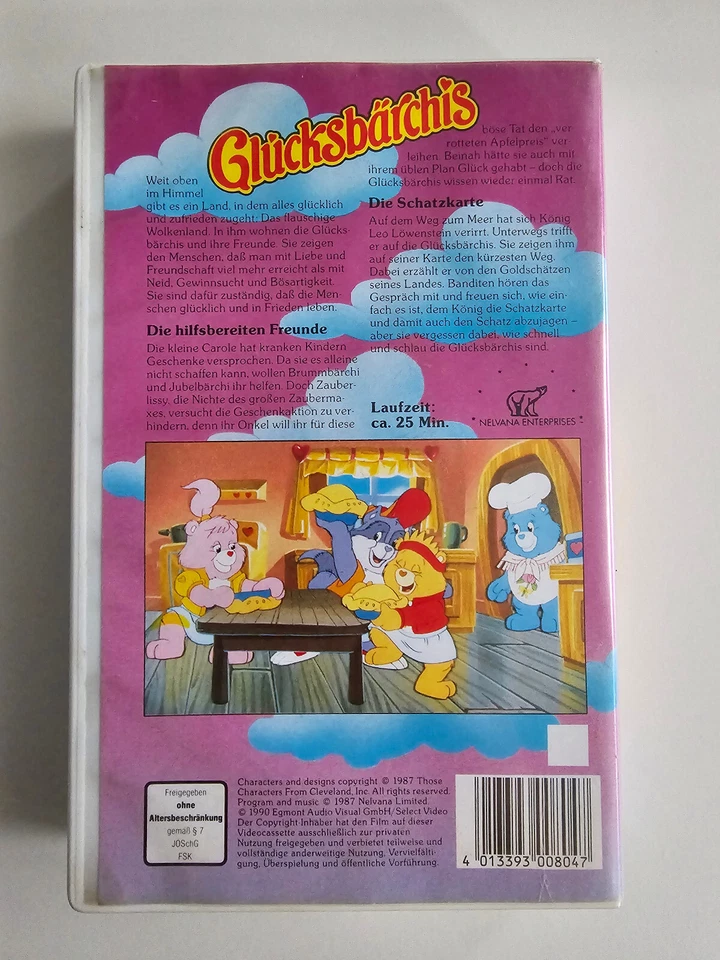 Glücksbärchis
Weit oben
im Himmel
gibt es ein Land, in dem alles glücklich
und zufrieden zugeht: Das flauschige
Wolkenland. In ihm wohnen die Glücks-
bärchis und ihre Freunde. Sie zeigen
den Menschen, daß man mit Liebe und
Freundschaft viel mehr erreicht als mit
Neid, Gewinnsucht und Bösartigkeit.
Sie sind dafür zuständig, daß die Men-
schen glücklich und in Frieden leben.
Die hilfsbereiten Freunde
Die kleine Carole hat kranken Kindern
Geschenke versprochen. Da sie es alleine
nicht schaffen kann, wollen Brummbärchi
und Jubelbärchi ihr helfen. Doch Zauber-
lissy, die Nichte des großen Zauberma-
xes, versucht die Geschenkaktion zu ver-
hindern, denn ihr Onkel will ihr für diese
böse Tat den „ver
rotteten Apfelpreis" ver
leihen. Beinah hätte sie auch mit
ihrem üblen Plan Glück gehabt – doch die
Glücksbärchis wissen wieder einmal Rat.
Die Schatzkarte
Auf dem Weg zum Meer hat sich König
Leo Löwenstein verirrt. Unterwegs trifft
er auf die Glücksbärchis. Sie zeigen ihm
auf seiner Karte den kürzesten Weg.
Dabei erzählt er von den Goldschätzen
seines Landes. Banditen hören das
Gespräch mit und freuen sich, wie ein-
fach es ist, dem König die Schatzkarte
und damit auch den Schatz abzujagen –
aber sie vergessen dabei, wie schnell
und schlau die Glücksbärchis sind.
Laufzeit:
ca. 25 Min.
NELVANA ENTERPRISES
Freigegeben
ohne
Altersbeschränkung
gemäß § 7
JÖSchG
FSK
Characters and designs copyright © 1987 Those
Characters From Cleveland, Inc. All rights reserved.
Program and music © 1987 Nelvana Limited.
© 1990 Egmont Audio Visual GmbH/Select Video
Der Copyright-Inhaber hat den Film auf dieser
Videocassette ausschließlich zur privaten
Nutzung freigegeben und verbietet teilweise und
vollständige anderweitige Nutzung, Vervielfälti-
gung, Überspielung und öffentliche Vorführung.
4 013393 008047